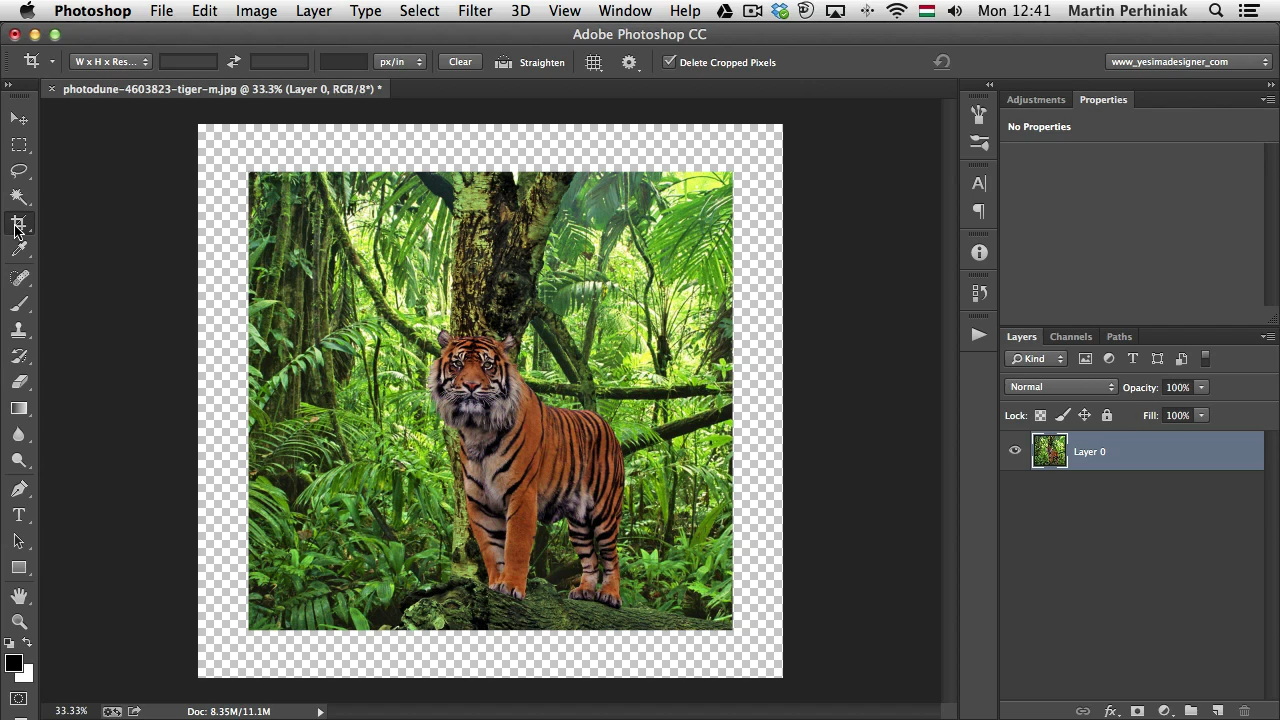 Photoshop File Edit Image Layer Type Select Filter 3D View Window Help Mon 12:41 Martin Perhiniak
Adobe Photoshop CC
W x H x Res... px/in Clear Straighten Delete Cropped Pixels www_yesimadesigner_com
photodune-4603823-tiger-m.jpg @ 33.3% (Layer 0, RGB/8*) *
Adjustments Properties
No Properties
Layers Channels Paths
Kind
Normal Opacity: 100%
Lock: Fill: 100%
Layer 0
33.33% Doc: 8.35M/11.1M